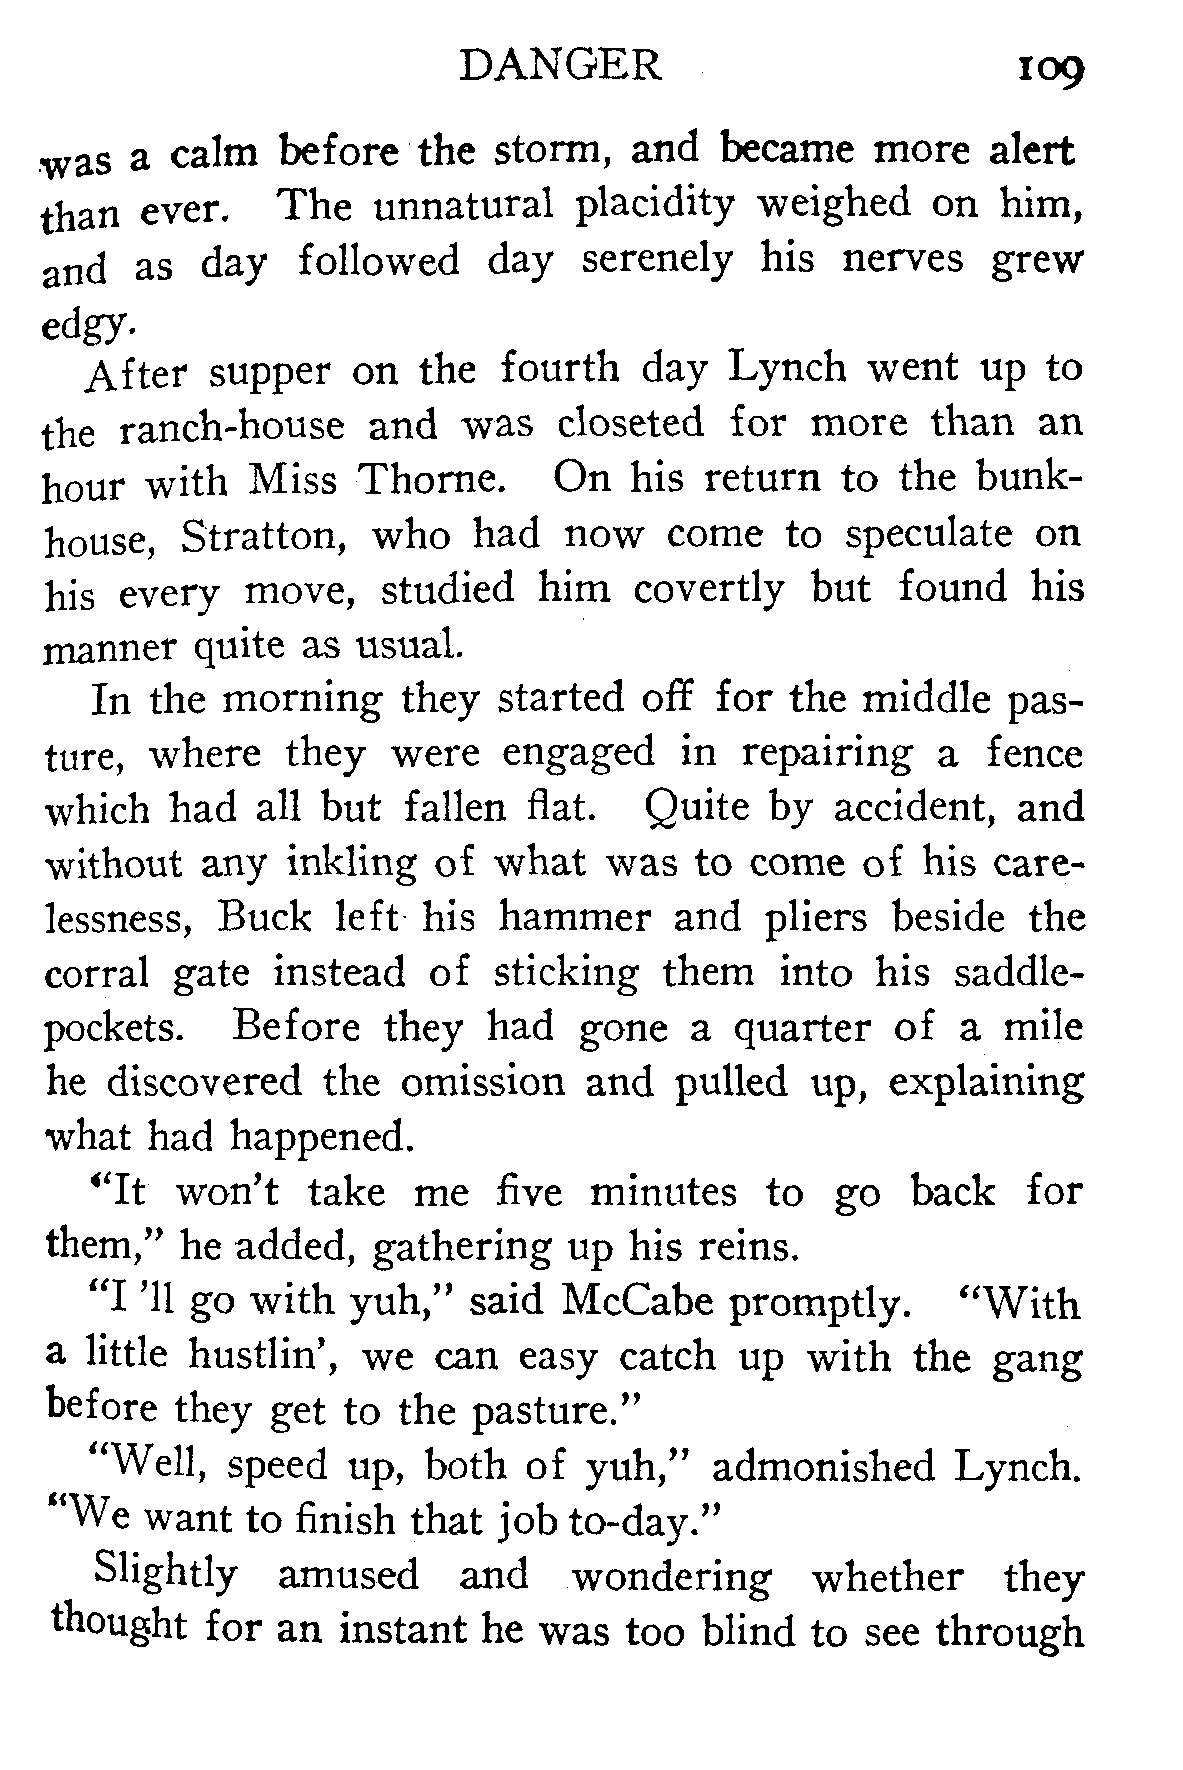 DANGER 109
was a calm before the storm, and became more alert
than ever. The unnatural placidity weighed on him,
and as day followed day serenely his nerves grew
edgy.
After supper on the fourth day Lynch went up to
the ranch-house and was closeted for more than an
hour with Miss Thorne. On his return to the bunk-
house, Stratton, who had now come to speculate on
his every move, studied him covertly but found his
manner quite as usual.
In the morning they started off for the middle pas-
ture, where they were engaged in repairing a fence
which had all but fallen flat. Quite by accident, and
without any inkling of what was to come of his care-
lessness, Buck left his hammer and pliers beside the
corral gate instead of sticking them into his saddle-
pockets. Before they had gone a quarter of a mile
he discovered the omission and pulled up, explaining
what had happened.
“It won’t take me five minutes to go back for
them,” he added, gathering up his reins.
“I ’ll go with yuh,” said McCabe promptly. “With
a little hustlin’, we can easy catch up with the gang
before they get to the pasture.”
“Well, speed up, both of yuh,” admonished Lynch.
“We want to finish that job to-day.”
Slightly amused and wondering whether they
thought for an instant he was too blind to see through